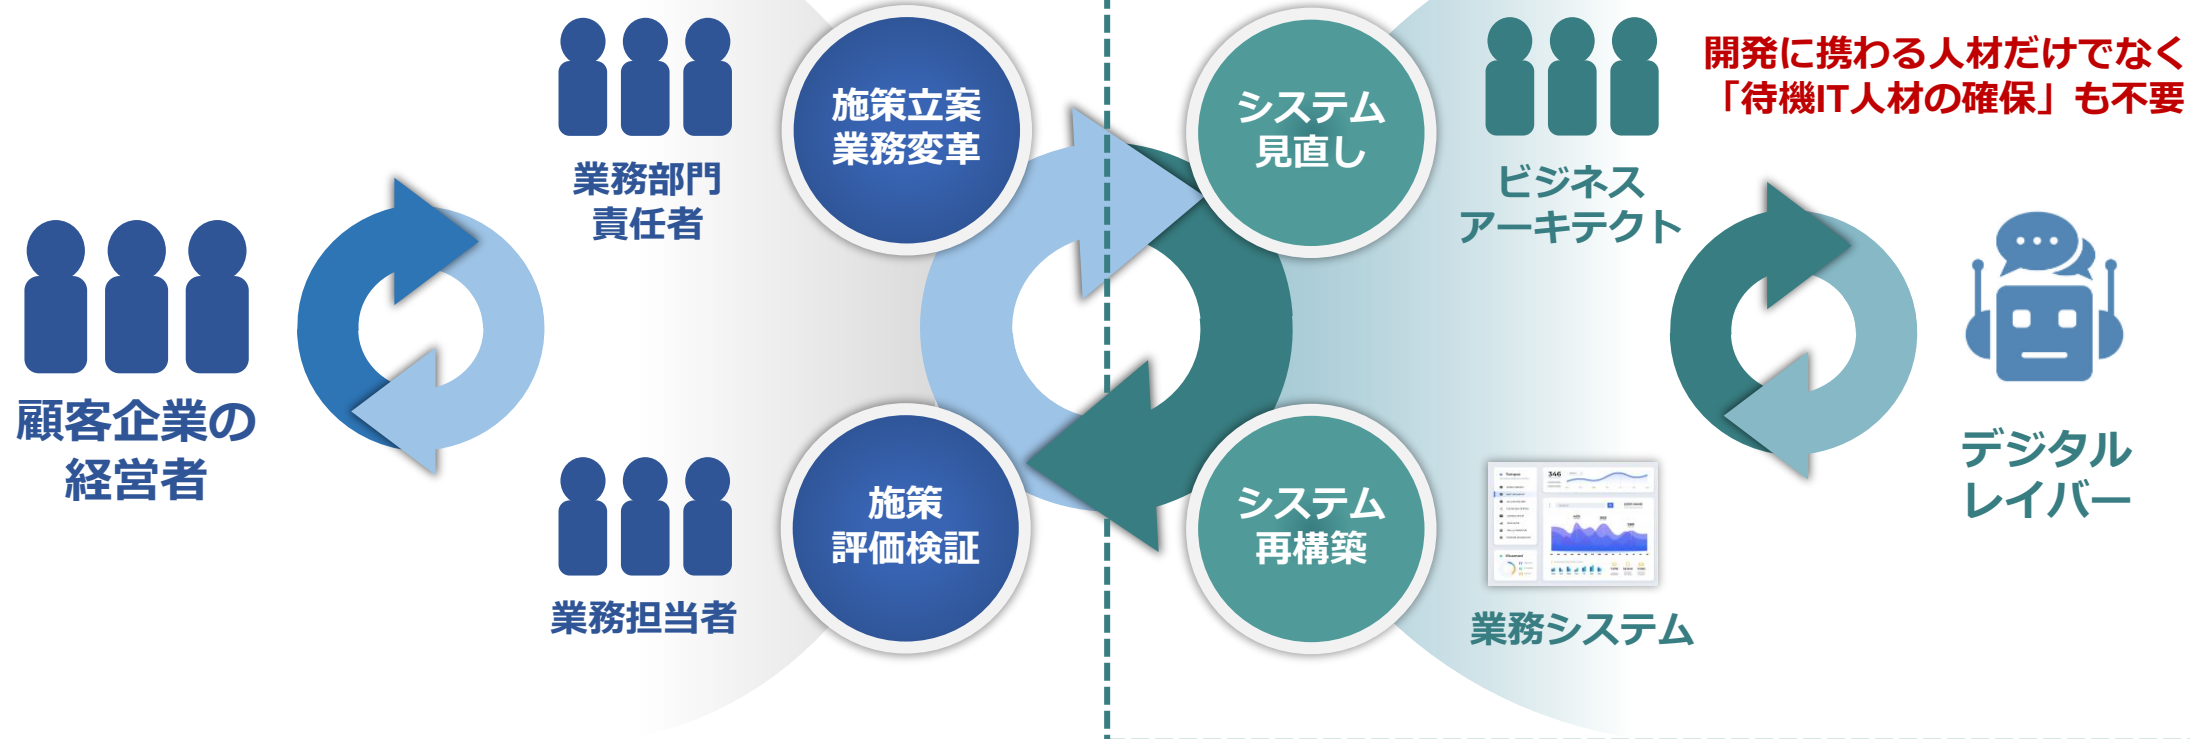 開発に携わる人材だけでなく
「待機IT人材の確保」も不要
施策立案
業務変革
システム
見直し
業務部門
責任者
ビジネス
アーキテクト
顧客企業の
経営者
デジタル
レイバー
施策
評価検証
システム
再構築
業務担当者
業務システム
346